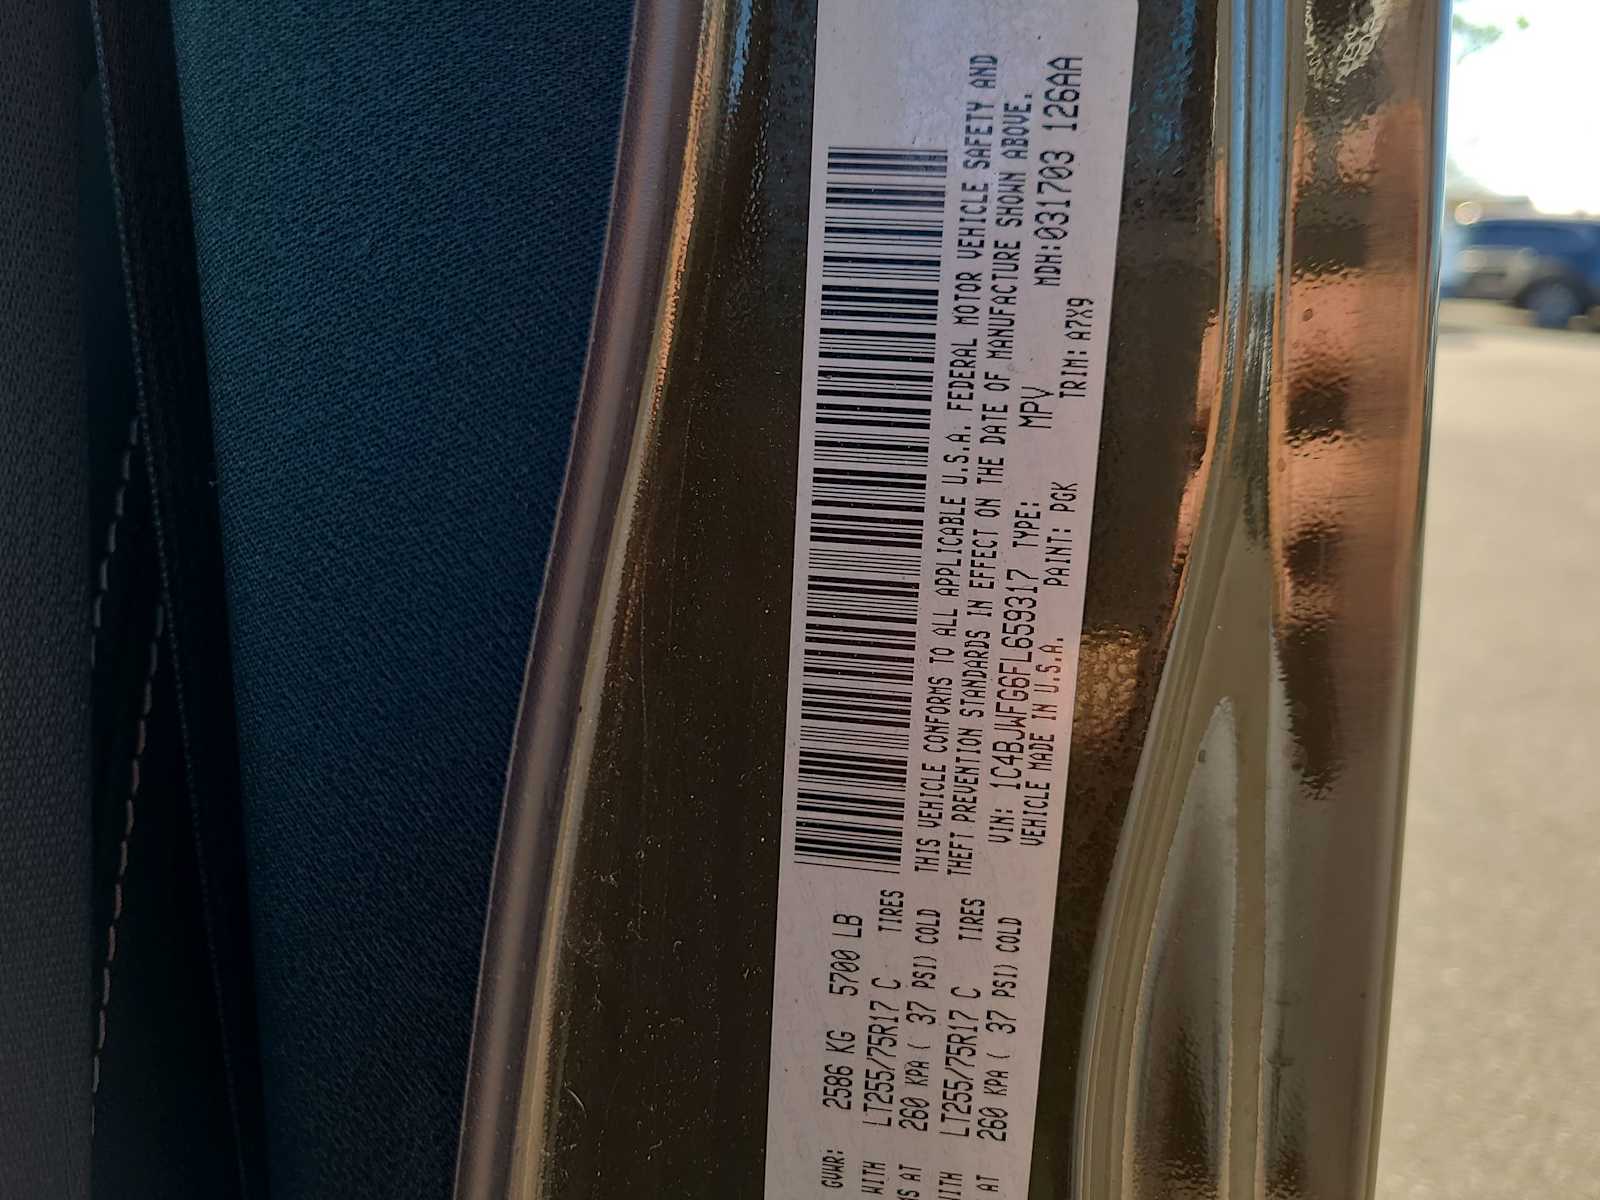 GVWR: 2586 KG 5700 LB
WITH LT255/75R17 C TIRES
AT 260 KPA ( 37 PSI) COLD
WITH LT255/75R17 C TIRES
AT 260 KPA ( 37 PSI) COLD
THIS VEHICLE CONFORMS TO ALL APPLICABLE U.S.A. FEDERAL MOTOR VEHICLE SAFETY AND
THEFT PREVENTION STANDARDS IN EFFECT ON THE DATE OF MANUFACTURE SHOWN ABOVE.
VIN: 1C4BJWFG6FL659317 TYPE: MPV MDH:031703 126AA
VEHICLE MADE IN U.S.A. PAINT: PGK TRIM: A7X9